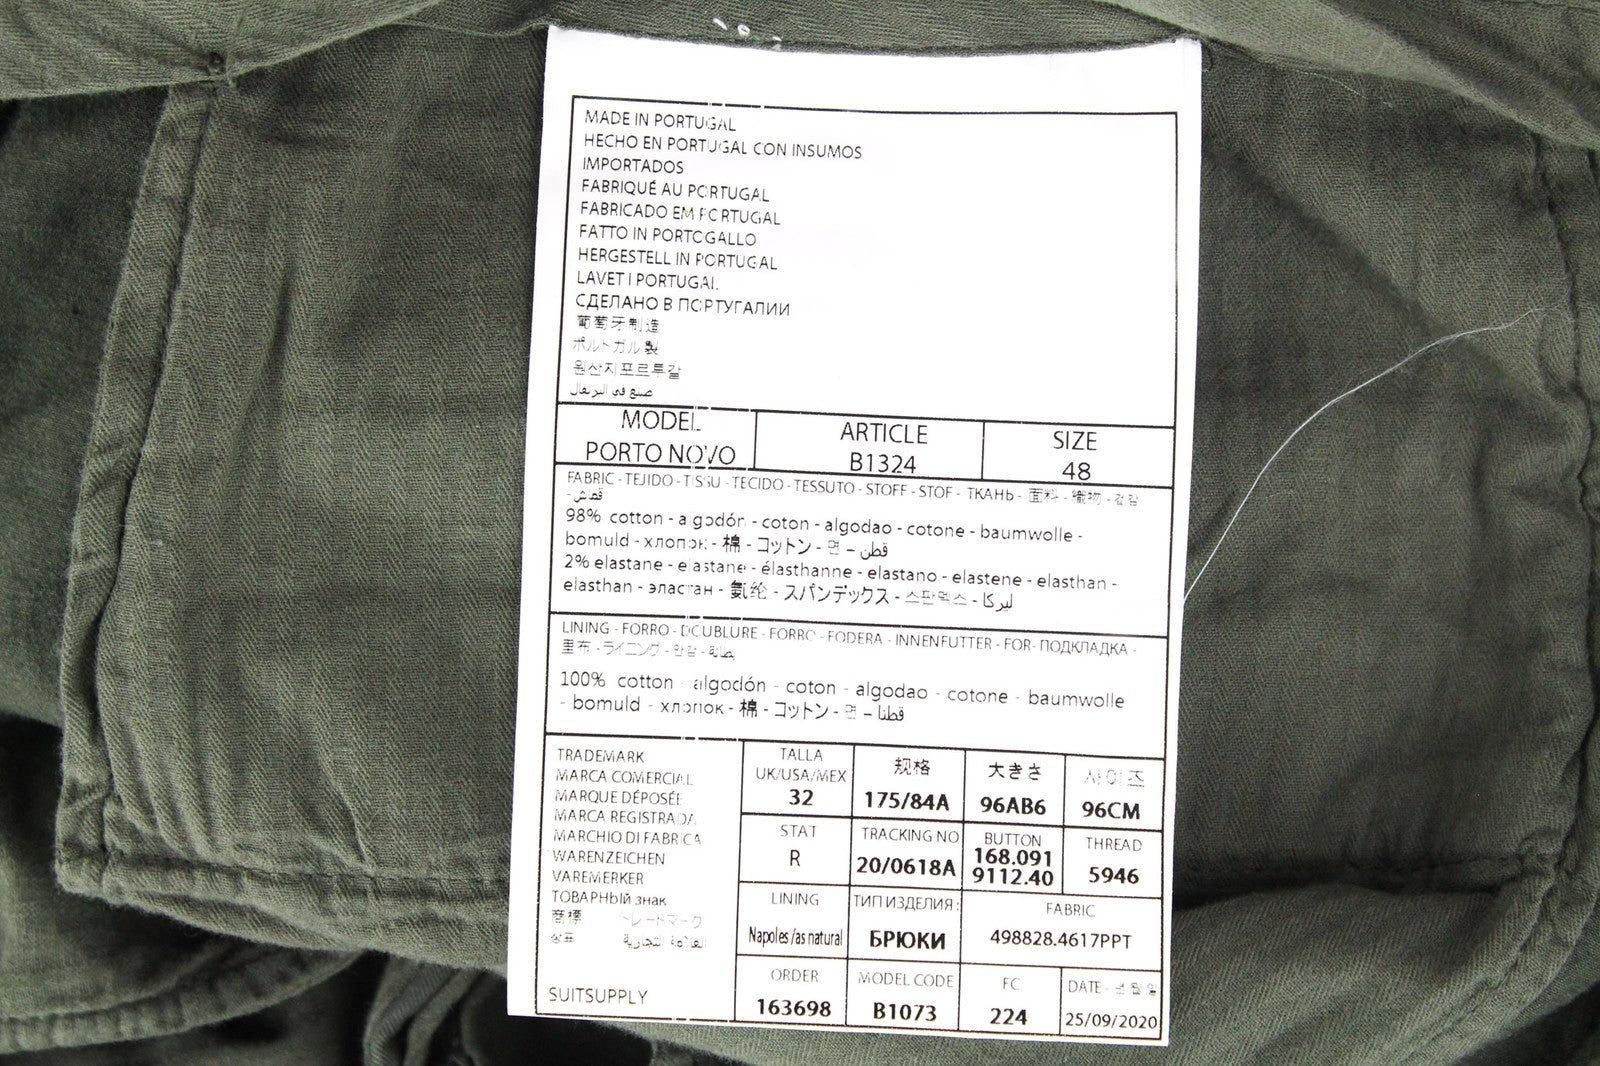 MADE IN PORTUGAL
HECHO EN PORTUGAL CON INSUMOS
IMPORTADOS
FABRIQUÉ AU PORTUGAL
FABRICADO EM PORTUGAL
FATTO IN PORTOGALLO
HERGESTELL IN PORTUGAL
LAVET I PORTUGAL
СДЕЛАНО В ПОРТУГАЛИИ
葡萄牙制造
ポルトガル製
원산지포르투갈
صنع في البرتغال
MODEL
PORTO NOVO
ARTICLE
B1324
SIZE
48
FABRIC - TEJIDO - TISSU - TECIDO - TESSUTO - STOFF - STOF - ТКАНЬ - 面料 - 織物 - 겉감
- قماش
98% cotton - algodón - coton - algodao - cotone - baumwolle -
bomuld - хлопок - 棉 - コットン - 면 – قطن
2% elastane - elastane - élasthanne - elastano - elastene - elasthan -
elasthan - эластан - 氨纶 - スパンデックス - 스판덱스 - ليركا
LINING - FORRO - DOUBLURE - FORRO - FODERA - INNENFUTTER - FOR- ПОДКЛАДКА -
里布 - ライニング - 안감 - بطانة
100% cotton - algodón - coton - algodao - cotone - baumwolle
- bomuld - хлопок - 棉 - コットン - 면 – قطنا
TRADEMARK
MARCA COMERCIAL
MARQUE DÉPOSÉE
MARCA REGISTRADA
MARCHIO DI FABRICA
WARENZEICHEN
VAREMERKER
ТОВАРНЫЙ знак
商標 トレードマーク
상표 العلامة التجارية
SUITSUPPLY
TALLA
UK/USA/MEX
32
规格
175/84A
大きさ
96AB6
사이즈
96CM
STAT
R
TRACKING NO
20/0618A
BUTTON
168.091
9112.40
THREAD
5946
LINING
Napoles /as natural
ТИП ИЗДЕЛИЯ:
БРЮКИ
FABRIC
498828.4617PPT
ORDER
163698
MODEL CODE
B1073
FC
224
DATE - 년 월 일
25/09/2020